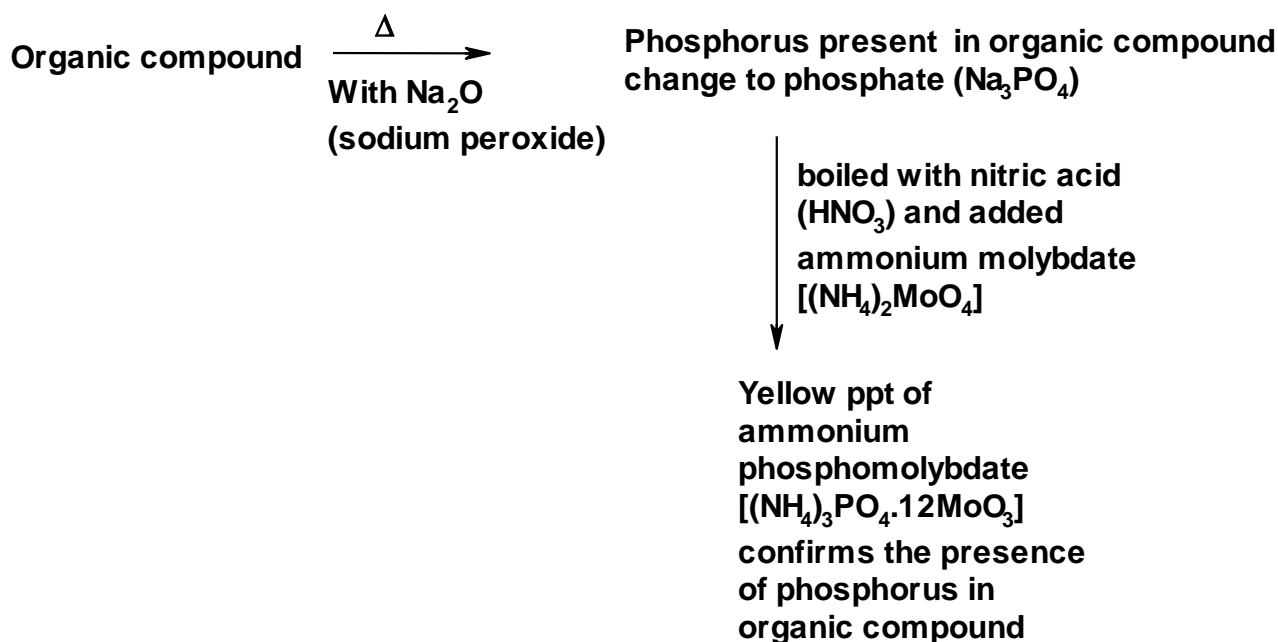 Organic compound
Δ
With Na₂O
(sodium peroxide)
Phosphorus present in organic compound
change to phosphate (Na₃PO₄)
boiled with nitric acid
(HNO₃) and added
ammonium molybdate
[(NH₄)₂MoO₄]
Yellow ppt of
ammonium
phosphomolybdate
[(NH₄)₃PO₄.12MoO₃]
confirms the presence
of phosphorus in
organic compound